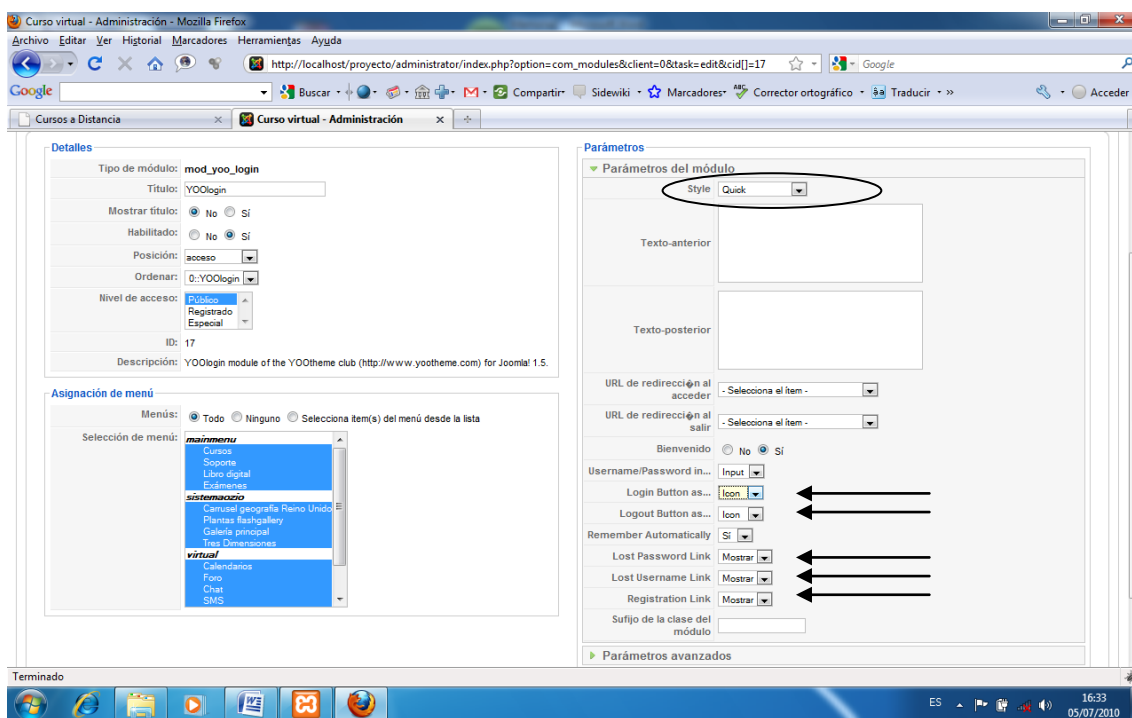 Curso virtual - Administración - Mozilla Firefox
Archivo Editar Ver Historial Marcadores Herramientas Ayuda
http://localhost/proyecto/administrator/index.php?option=com_modules&client=0&task=edit&cid[]=17
Google
Google
Buscar
Compartir
Sidewiki
Marcadores
Corrector ortográfico
Traducir
»
Acceder
Cursos a Distancia
Curso virtual - Administración
Detalles
Tipo de módulo: mod_yoo_login
Título: YOOlogin
Mostrar título: No Sí
Habilitado: No Sí
Posición: acceso
Ordenar: 0::YOOlogin
Nivel de acceso: Público
Registrado
Especial
ID: 17
Descripción: YOOlogin module of the YOOtheme club (http://www.yootheme.com) for Joomla! 1.5.
Asignación de menú
Menús: Todo Ninguno Selecciona item(s) del menú desde la lista
Selección de menú: mainmenu
Cursos
Soporte
Libro digital
Exámenes
sistemaozio
Carrusel geografía Reino Unido
Plantas flashgallery
Galería principal
Tres Dimensiones
virtual
Calendarios
Foro
Chat
SMS
Parámetros
Parámetros del módulo
Style Quick
Texto-anterior
Texto-posterior
URL de redirecci�n al
acceder
- Selecciona el ítem -
URL de redirecci�n al
salir
- Selecciona el ítem -
Bienvenido No Sí
Username/Password in... Input
Login Button as... Icon
Logout Button as... Icon
Remember Automatically Sí
Lost Password Link Mostrar
Lost Username Link Mostrar
Registration Link Mostrar
Sufijo de la clase del
módulo
Parámetros avanzados
Terminado
ES
16:33
05/07/2010